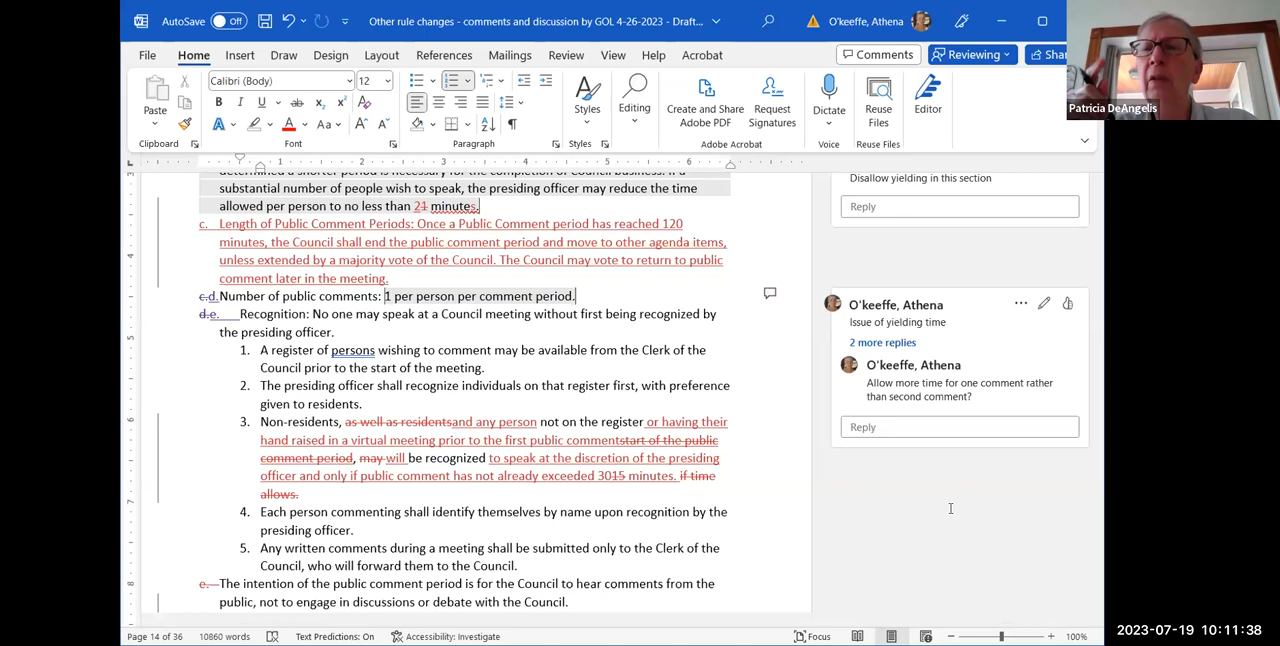 AutoSave Off Other rule changes - comments and discussion by GOL 4-26-2023 - Draft... O'keeffe, Athena
File Home Insert Draw Design Layout References Mailings Review View Help Acrobat Comments Reviewing Shar
Patricia DeAngelis
Calibri (Body) 12
Paste Styles Editing Create and Share Adobe PDF Request Signatures Dictate Reuse Files Editor
Clipboard Font Paragraph Styles Adobe Acrobat Voice Reuse Files
1 2 3 4 5 6
determined a shorter period is necessary for the completion of Council business. If a
substantial number of people wish to speak, the presiding officer may reduce the time
allowed per person to no less than 21 minutes.
c. Length of Public Comment Periods: Once a Public Comment period has reached 120
minutes, the Council shall end the public comment period and move to other agenda items,
unless extended by a majority vote of the Council. The Council may vote to return to public
comment later in the meeting.
c.d. Number of public comments: 1 per person per comment period.
d.e. Recognition: No one may speak at a Council meeting without first being recognized by
the presiding officer.
1. A register of persons wishing to comment may be available from the Clerk of the
Council prior to the start of the meeting.
2. The presiding officer shall recognize individuals on that register first, with preference
given to residents.
3. Non-residents, as well as residentsand any person not on the register or having their
hand raised in a virtual meeting prior to the first public commentstart of the public
comment period, may will be recognized to speak at the discretion of the presiding
officer and only if public comment has not already exceeded 3015 minutes. if time
allows.
4. Each person commenting shall identify themselves by name upon recognition by the
presiding officer.
5. Any written comments during a meeting shall be submitted only to the Clerk of the
Council, who will forward them to the Council.
e. The intention of the public comment period is for the Council to hear comments from the
public, not to engage in discussions or debate with the Council.
Disallow yielding in this section
Reply
O'keeffe, Athena
Issue of yielding time
2 more replies
O'keeffe, Athena
Allow more time for one comment rather
than second comment?
Reply
Page 14 of 36 10860 words Text Predictions: On Accessibility: Investigate Focus 100%
2023-07-19 10:11:38